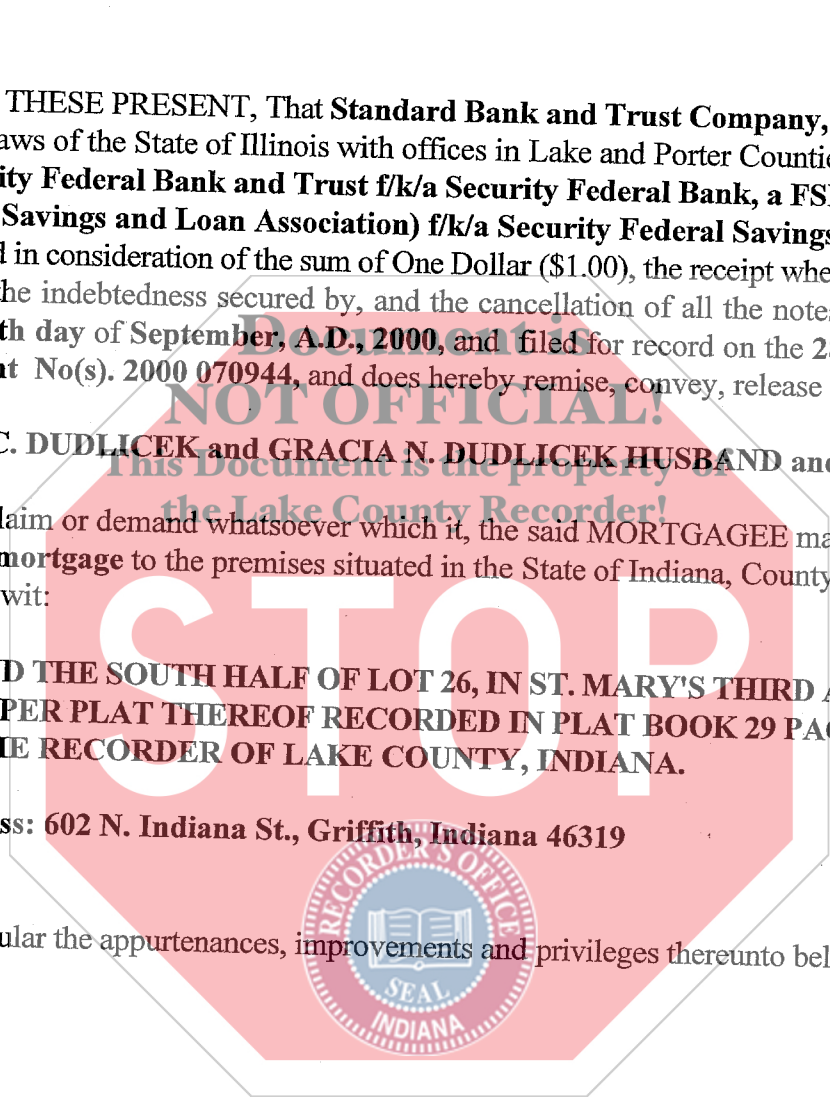 THESE PRESENT, That Standard Bank and Trust Company,
aws of the State of Illinois with offices in Lake and Porter Countie
ity Federal Bank and Trust f/k/a Security Federal Bank, a FS
Savings and Loan Association) f/k/a Security Federal Savings
in consideration of the sum of One Dollar ($1.00), the receipt whe
he indebtedness secured by, and the cancellation of all the note
Document is
th day of September, A.D., 2000, and filed for record on the 2
No(s). 2000 070944, and does hereby remise, convey, release
NOT OFFICIAL!
C. DUDLICEK and GRACIA N. DUDLICEK HUSBAND and
This Document is the property of
the Lake County Recorder!
laim or demand whatsoever which it, the said MORTGAGEE ma
mortgage to the premises situated in the State of Indiana, County
wit:
STOP
D THE SOUTH HALF OF LOT 26, IN ST. MARY'S THIRD A
PER PLAT THEREOF RECORDED IN PLAT BOOK 29 PAG
HE RECORDER OF LAKE COUNTY, INDIANA.
ss: 602 N. Indiana St., Griffith, Indiana 46319
RECORDER'S OFFICE
ular the appurtenances, improvements and privileges thereunto bel
SEAL
INDIANA